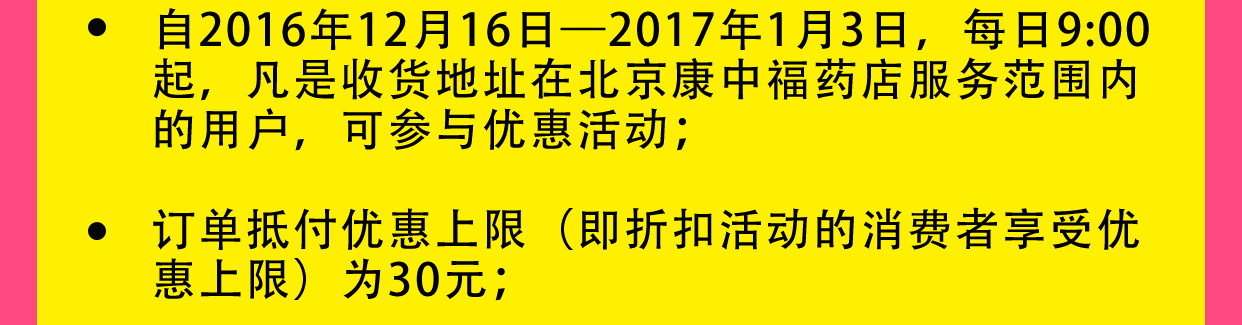 • 自2016年12月16日—2017年1月3日，每日9:00
起，凡是收货地址在北京康中福药店服务范围内
的用户，可参与优惠活动；
• 订单抵付优惠上限（即折扣活动的消费者享受优
惠上限）为30元；